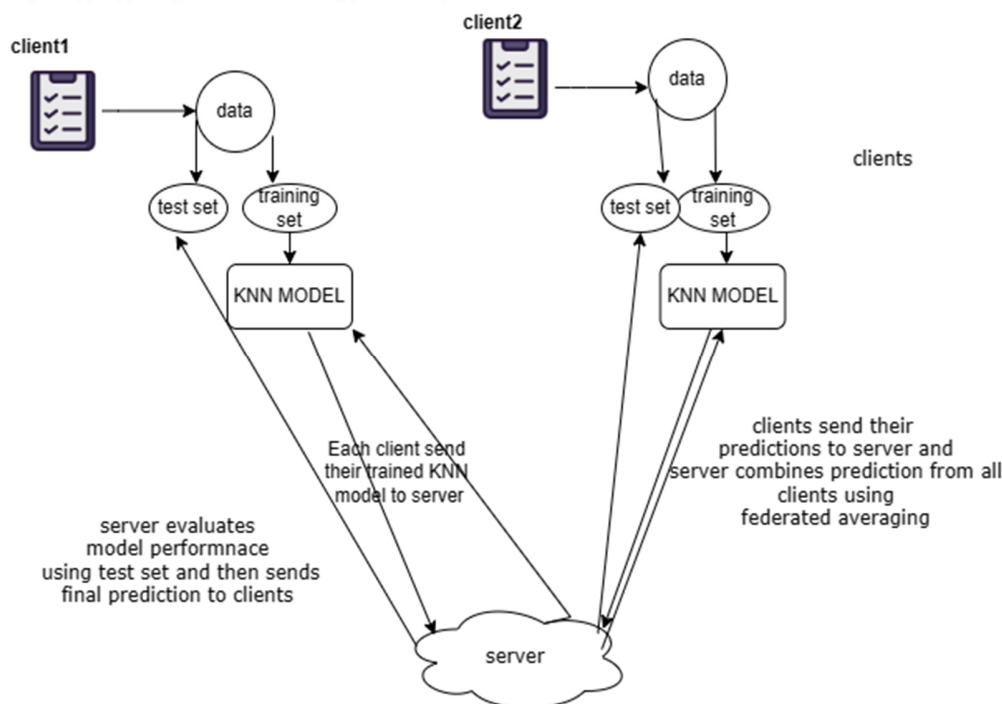 client1
client2
data
data
clients
test set
training
set
test set
training
set
KNN MODEL
KNN MODEL
Each client send
their trained KNN
model to server
clients send their
predictions to server and
server combines prediction from all
clients using
federated averaging
server evaluates
model performnace
using test set and then sends
final prediction to clients
server